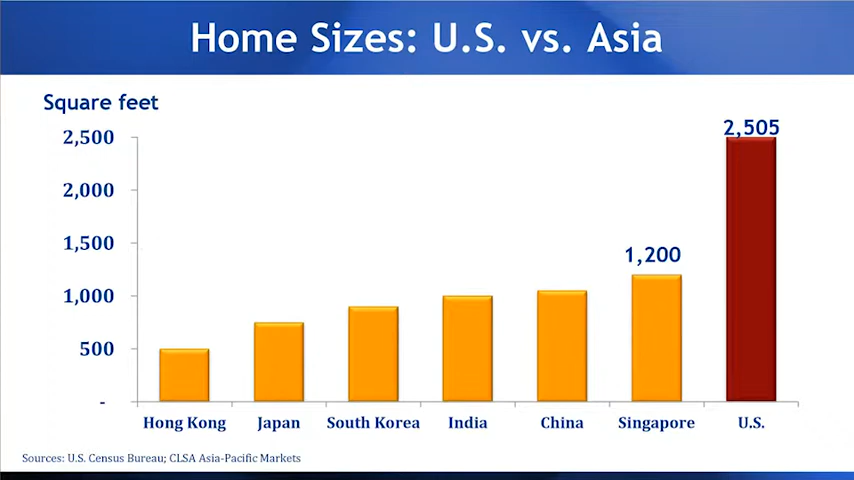 Home Sizes: U.S. vs. Asia
Square feet
2,500
2,000
1,500
1,000
500
-
2,505
1,200
Hong Kong Japan South Korea India China Singapore U.S.
Sources: U.S. Census Bureau; CLSA Asia-Pacific Markets